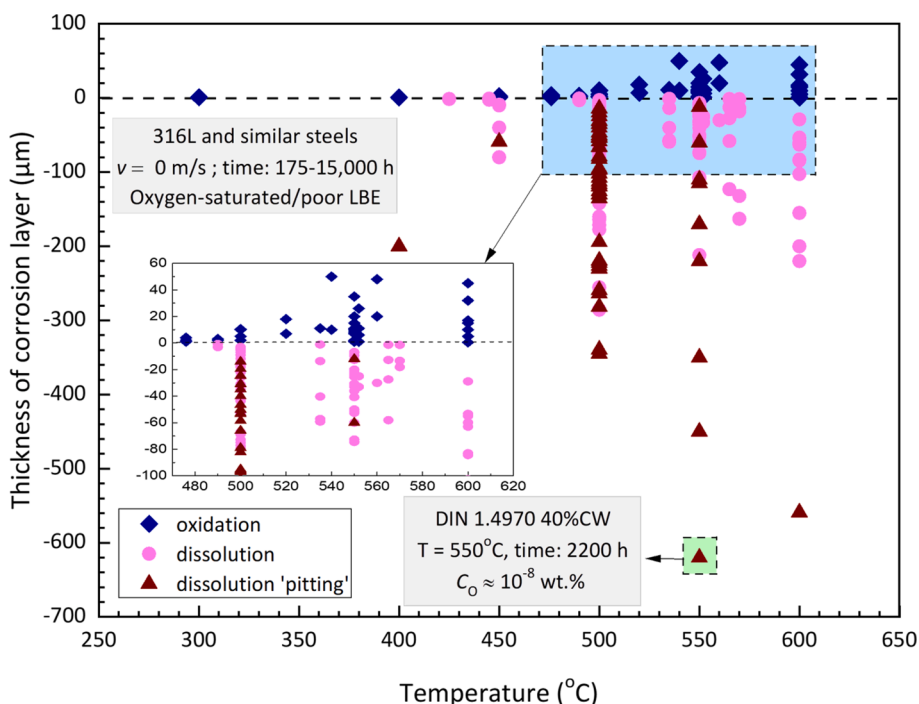 100
0
-100
-200
-300
-400
-500
-600
-700
250 300 350 400 450 500 550 600 650
Thickness of corrosion layer (µm)
Temperature (°C)
316L and similar steels
v = 0 m/s ; time: 175-15,000 h
Oxygen-saturated/poor LBE
60
40
20
0
-20
-40
-60
-80
-100
480 500 520 540 560 580 600 620
oxidation
dissolution
dissolution 'pitting'
DIN 1.4970 40%CW
T = 550°C, time: 2200 h
C_O ≈ 10⁻⁸ wt.%